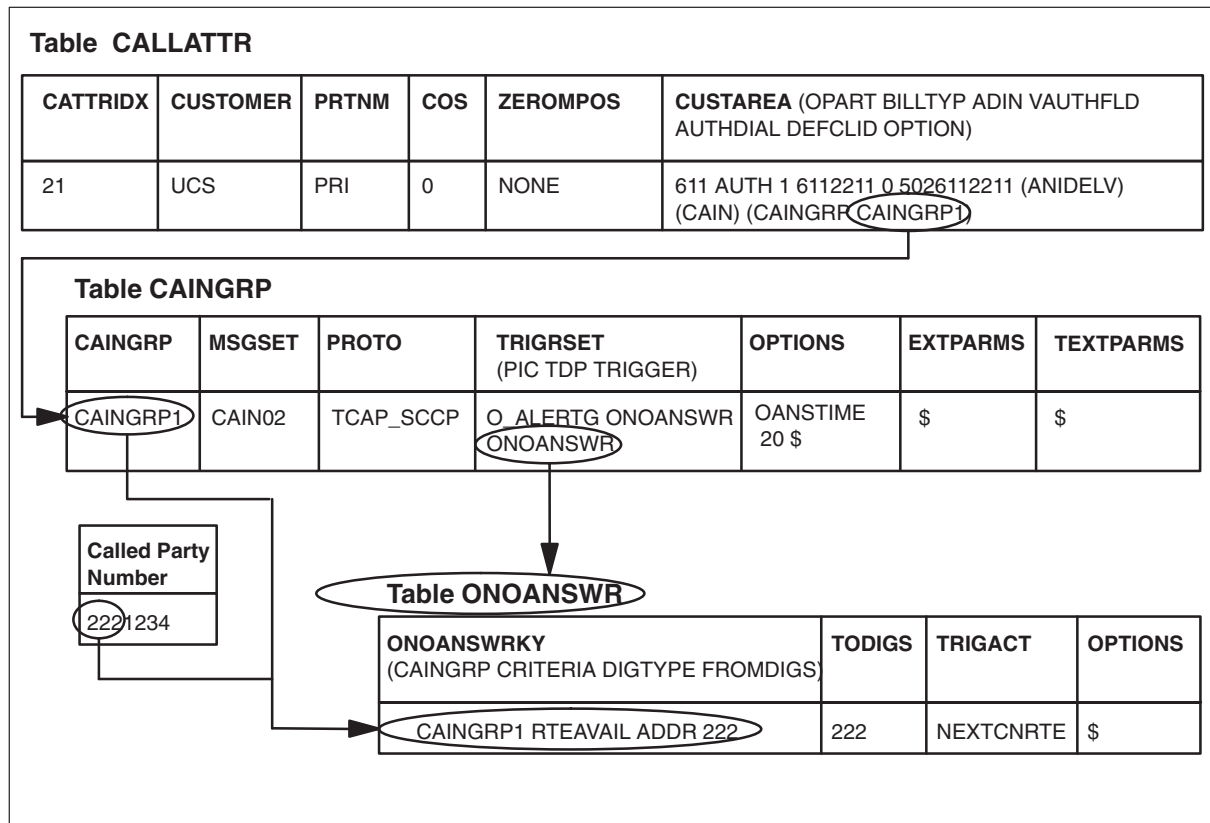 Table CALLATTR
CATTRIDX CUSTOMER PRTNM COS ZEROMPOS CUSTAREA (OPART BILLTYP ADIN VAUTHFLD
AUTHDIAL DEFCLID OPTION)
21 UCS PRI 0 NONE 611 AUTH 1 6112211 0 5026112211 (ANIDELV)
(CAIN) (CAINGRP CAINGRP1)
Table CAINGRP
CAINGRP MSGSET PROTO TRIGRSET OPTIONS EXTPARMS TEXTPARMS
(PIC TDP TRIGGER)
CAINGRP1 CAIN02 TCAP_SCCP O_ALERTG ONOANSWR OANSTIME $ $
ONOANSWR 20 $
Called Party
Number
2221234
Table ONOANSWR
ONOANSWRKY TODIGS TRIGACT OPTIONS
(CAINGRP CRITERIA DIGTYPE FROMDIGS)
CAINGRP1 RTEAVAIL ADDR 222 222 NEXTCNRTE $